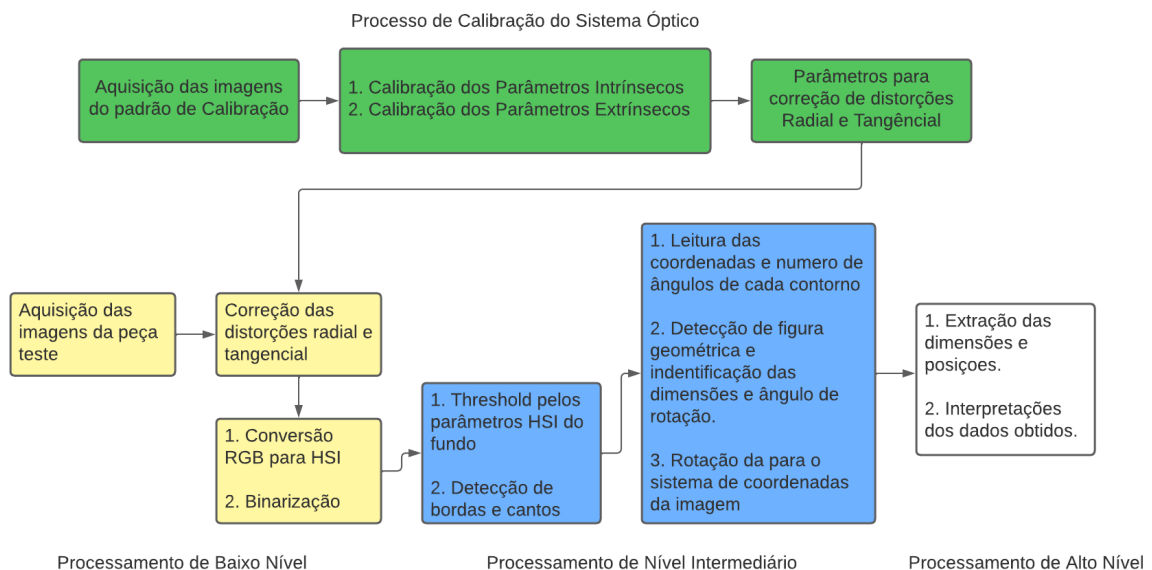 Processo de Calibração do Sistema Óptico
Aquisição das imagens
do padrão de Calibração
1. Calibração dos Parâmetros Intrínsecos
2. Calibração dos Parâmetros Extrínsecos
Parâmetros para
correção de distorções
Radial e Tangêncial
Aquisição das
imagens da peça
teste
Correção das
distorções radial e
tangencial
1. Conversão
RGB para HSI
2. Binarização
1. Threshold pelos
parâmetros HSI do
fundo
2. Detecção de
bordas e cantos
1. Leitura das
coordenadas e numero de
ângulos de cada contorno
2. Detecção de figura
geométrica e
indentificação das
dimensões e ângulo de
rotação.
3. Rotação da para o
sistema de coordenadas
da imagem
1. Extração das
dimensões e
posiçoes.
2. Interpretações
dos dados obtidos.
Processamento de Baixo Nível
Processamento de Nível Intermediário
Processamento de Alto Nível